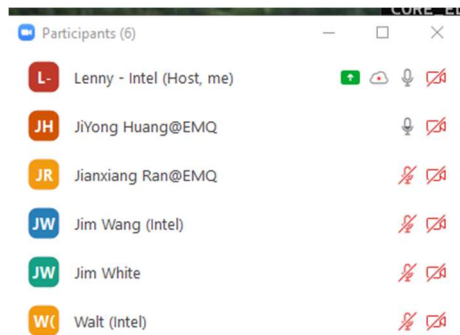 Participants (6)
L- Lenny - Intel (Host, me)
JH JiYong Huang@EMQ
JR Jianxiang Ran@EMQ
JW Jim Wang (Intel)
JW Jim White
W( Walt (Intel)